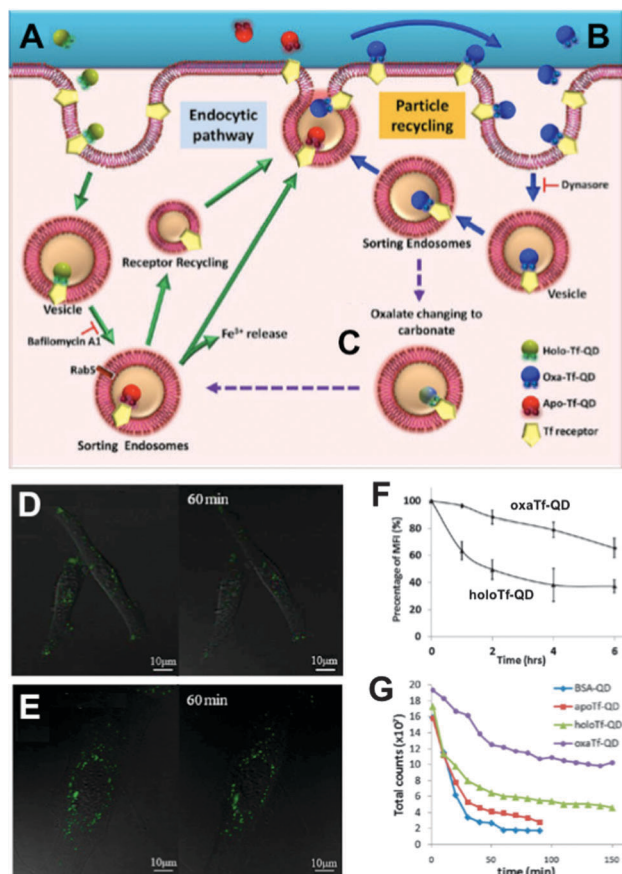 A
B
Endocytic
pathway
Particle
recycling
Dynasore
Sorting Endosomes
Receptor Recycling
Vesicle
Vesicle
Bafilomycin A1
Fe3+ release
Oxalate changing to
carbonate
C
Rab5
Sorting Endosomes
Holo-Tf-QD
Oxa-Tf-QD
Apo-Tf-QD
Tf receptor
D
60 min
10μm
10μm
E
60 min
10μm
10μm
F
Precentage of MFI (%)
100
80
60
40
20
0
oxaTf-QD
holoTf-QD
0
2
4
6
Time (hrs)
G
Total counts (x10⁷)
20
18
16
14
12
10
8
6
4
2
0
BSA-QD
apoTf-QD
holoTf-QD
oxaTf-QD
0
50
100
150
time (min)